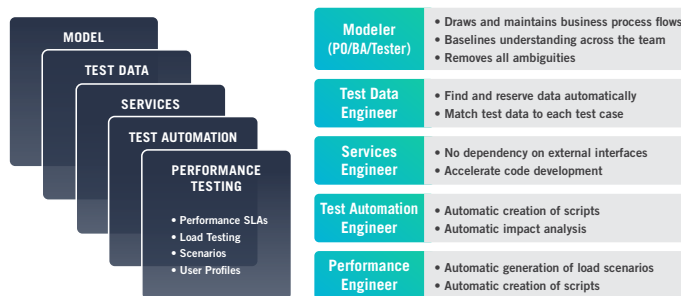 MODEL
TEST DATA
SERVICES
TEST AUTOMATION
PERFORMANCE
TESTING
• Performance SLAs
• Load Testing
• Scenarios
• User Profiles
Modeler
(PO/BA/Tester)
• Draws and maintains business process flows
• Baselines understanding across the team
• Removes all ambiguities
Test Data
Engineer
• Find and reserve data automatically
• Match test data to each test case
Services
Engineer
• No dependency on external interfaces
• Accelerate code development
Test Automation
Engineer
• Automatic creation of scripts
• Automatic impact analysis
Performance
Engineer
• Automatic generation of load scenarios
• Automatic creation of scripts